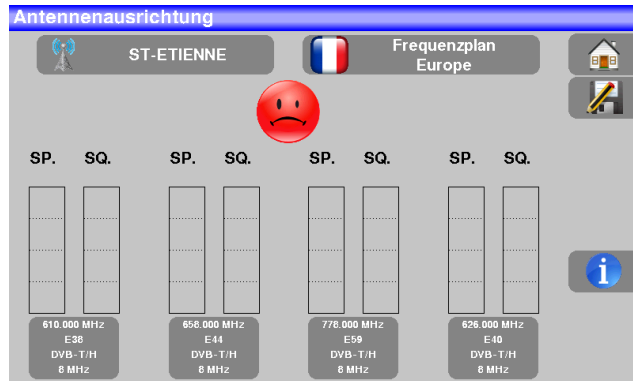 Antennenausrichtung
ST-ETIENNE
Frequenzplan
Europe
SP. SQ. SP. SQ. SP. SQ. SP. SQ.
610.000 MHz 658.000 MHz 778.000 MHz 626.000 MHz
E38 E44 E59 E40
DVB-T/H DVB-T/H DVB-T/H DVB-T/H
8 MHz 8 MHz 8 MHz 8 MHz
i